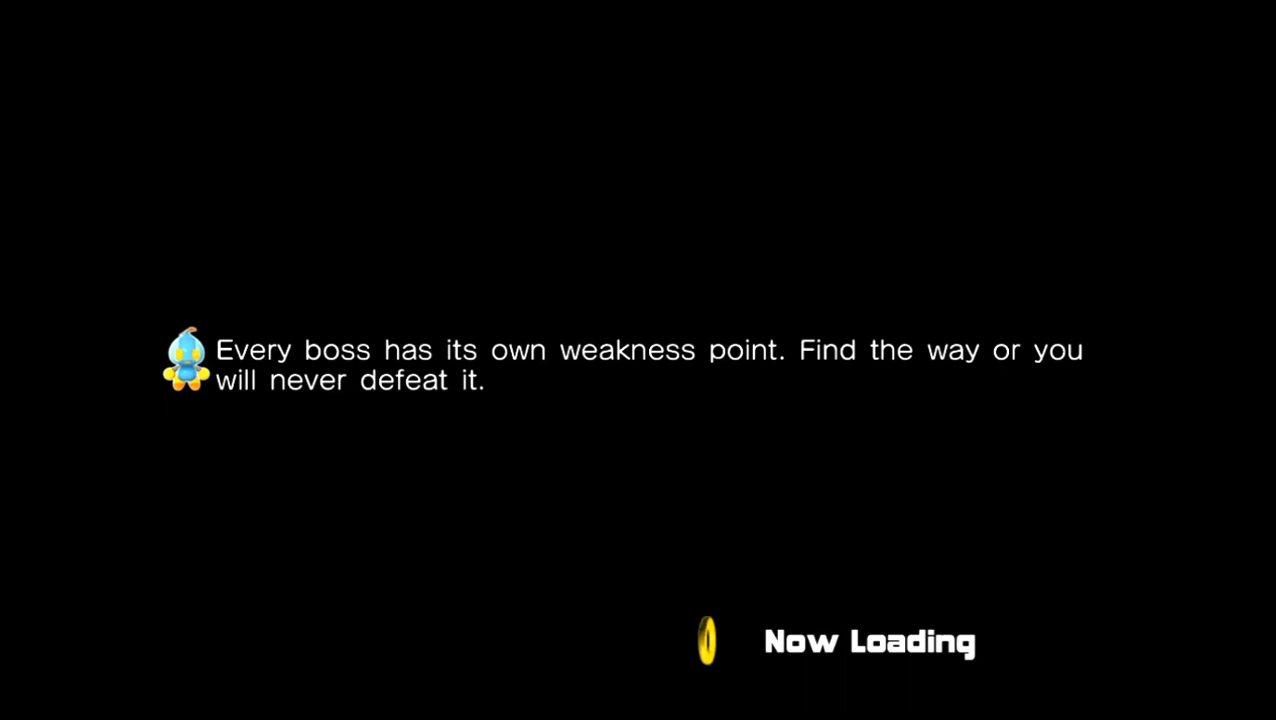 Every boss has its own weakness point. Find the way or you
will never defeat it.
Now Loading